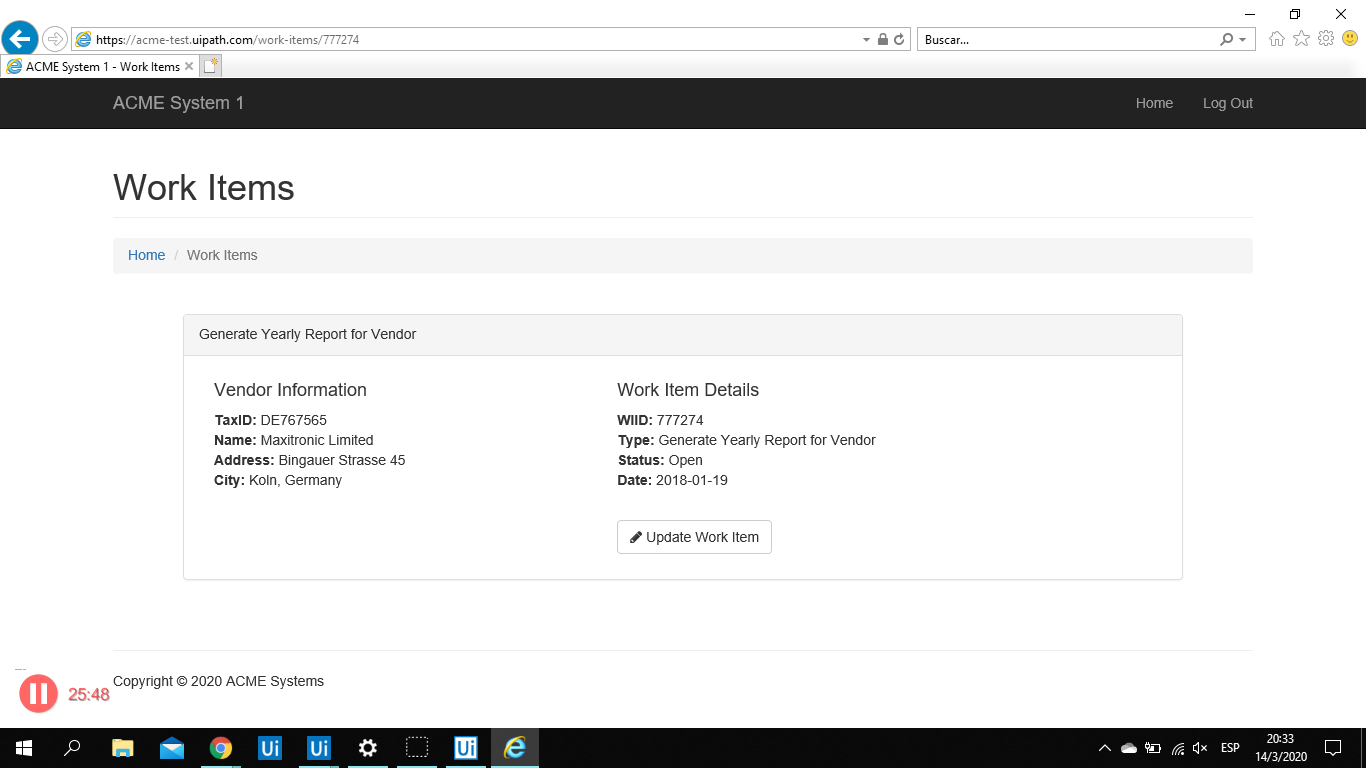 https://acme-test.uipath.com/work-items/777274
Buscar...
ACME System 1 - Work Items
ACME System 1
Home
Log Out
Work Items
Home / Work Items
Generate Yearly Report for Vendor
Vendor Information
TaxID: DE767565
Name: Maxitronic Limited
Address: Bingauer Strasse 45
City: Koln, Germany
Work Item Details
WIID: 777274
Type: Generate Yearly Report for Vendor
Status: Open
Date: 2018-01-19
Update Work Item
Copyright © 2020 ACME Systems
25:48
Ui
Ui
Ui
ESP
20:33
14/3/2020